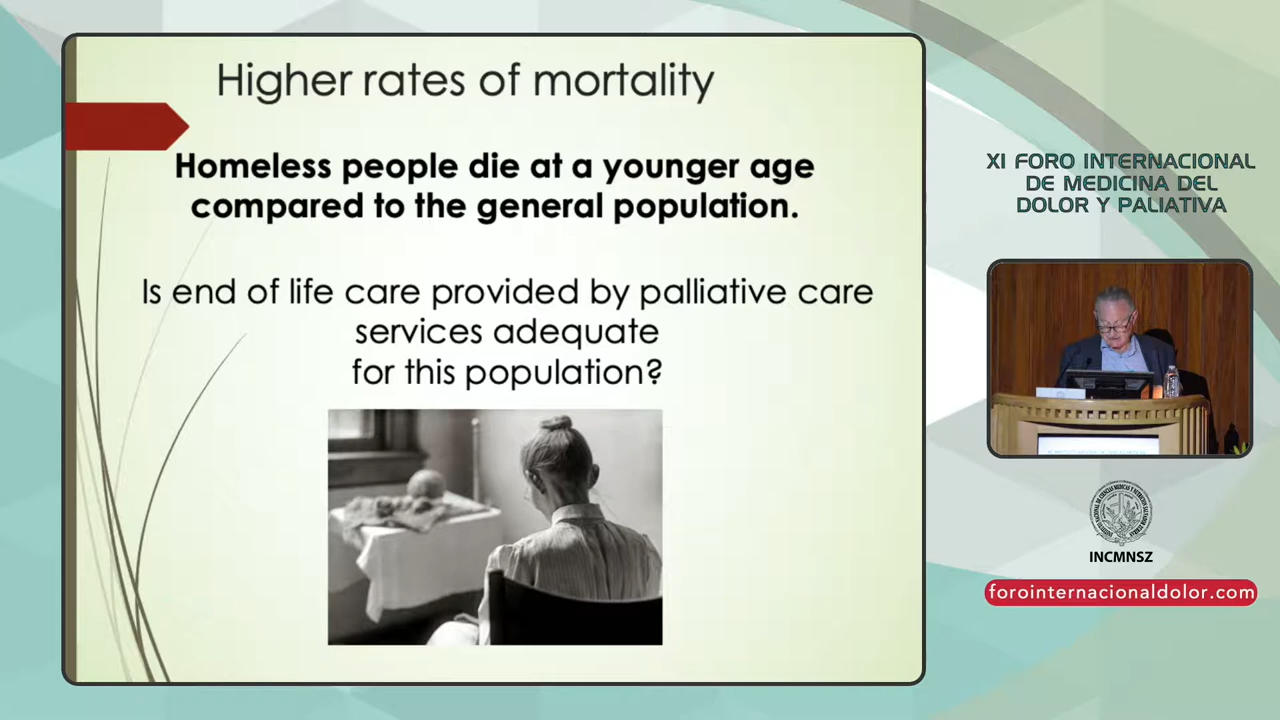 Higher rates of mortality
Homeless people die at a younger age
compared to the general population.
Is end of life care provided by palliative care
services adequate
for this population?
XI FORO INTERNACIONAL
DE MEDICINA DEL
DOLOR Y PALIATIVA
INCMNSZ
forointernacionaldolor.com